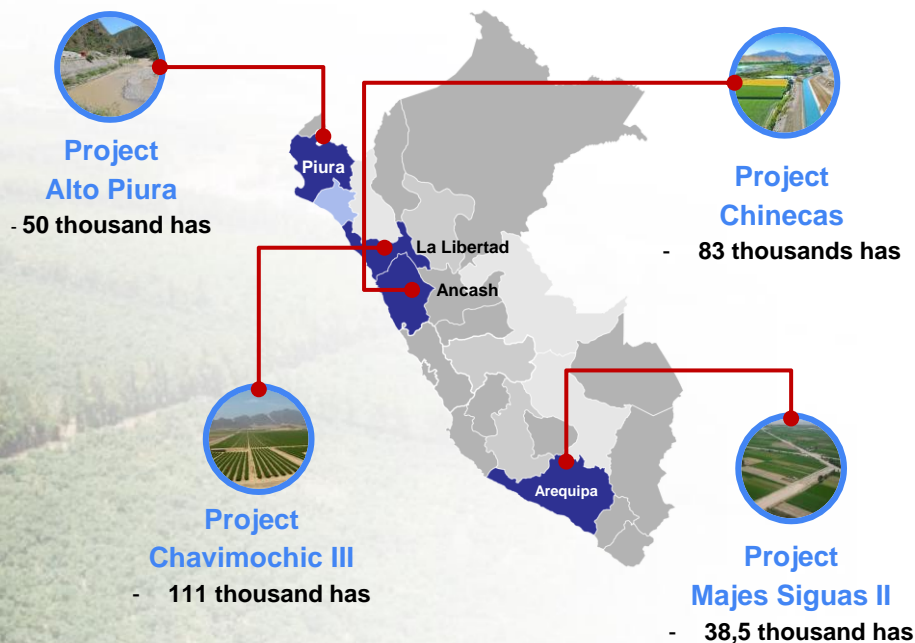 Project
Alto Piura
- 50 thousand has
Project
Chinecas
- 83 thousands has
Piura
La Libertad
Ancash
Arequipa
Project
Chavimochic III
- 111 thousand has
Project
Majes Siguas II
- 38,5 thousand has